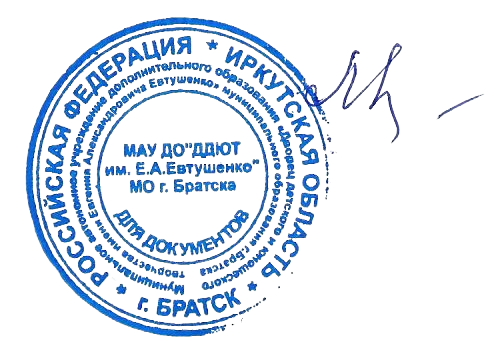 РОССИЙСКАЯ ФЕДЕРАЦИЯ * ИРКУТСКАЯ ОБЛАСТЬ *
г. БРАТСК *
Муниципальное автономное учреждение дополнительного образования «Дворец детского и юношеского
творчества имени Евгения Александровича Евтушенко» муниципального образования г.Братска
МАУ ДО"ДДЮТ
им. Е.А.Евтушенко"
МО г. Братска
ДЛЯ ДОКУМЕНТОВ